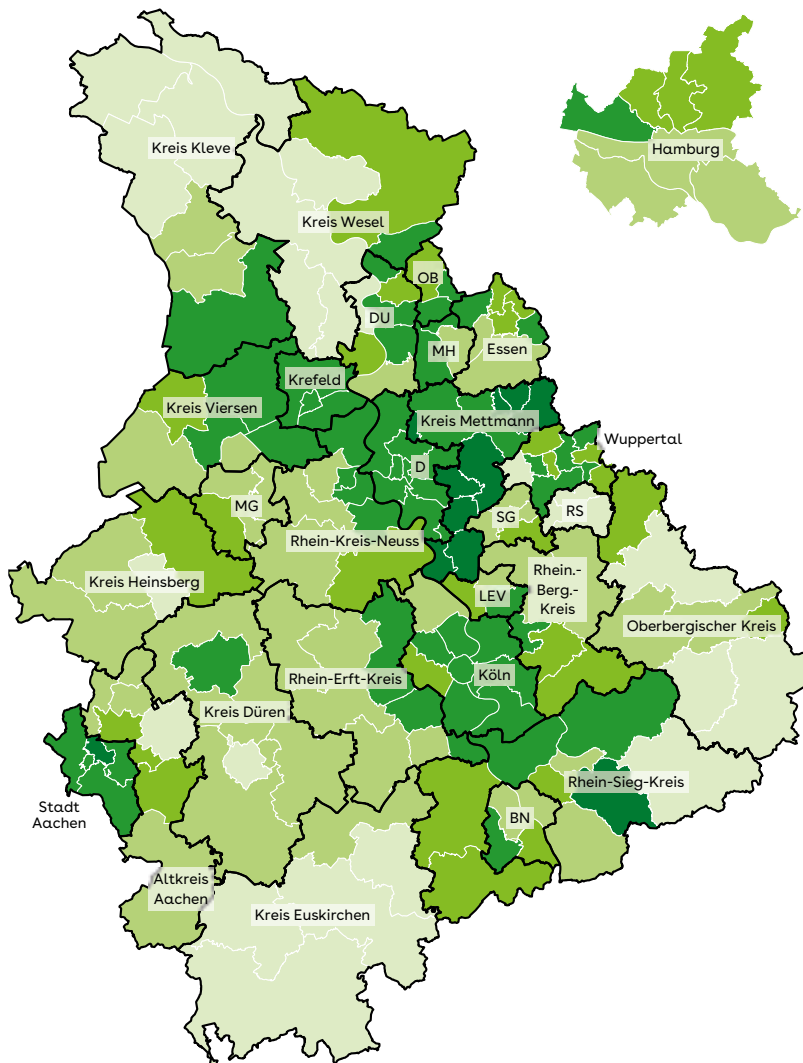 Kreis Kleve
Hamburg
Kreis Wesel
OB
DU
MH
Essen
Krefeld
Kreis Viersen
Kreis Mettmann
Wuppertal
D
MG
SG
RS
Rhein-Kreis-Neuss
Kreis Heinsberg
LEV
Rhein.-
Berg.-
Kreis
Oberbergischer Kreis
Rhein-Erft-Kreis
Köln
Kreis Düren
Rhein-Sieg-Kreis
Stadt
Aachen
BN
Altkreis
Aachen
Kreis Euskirchen